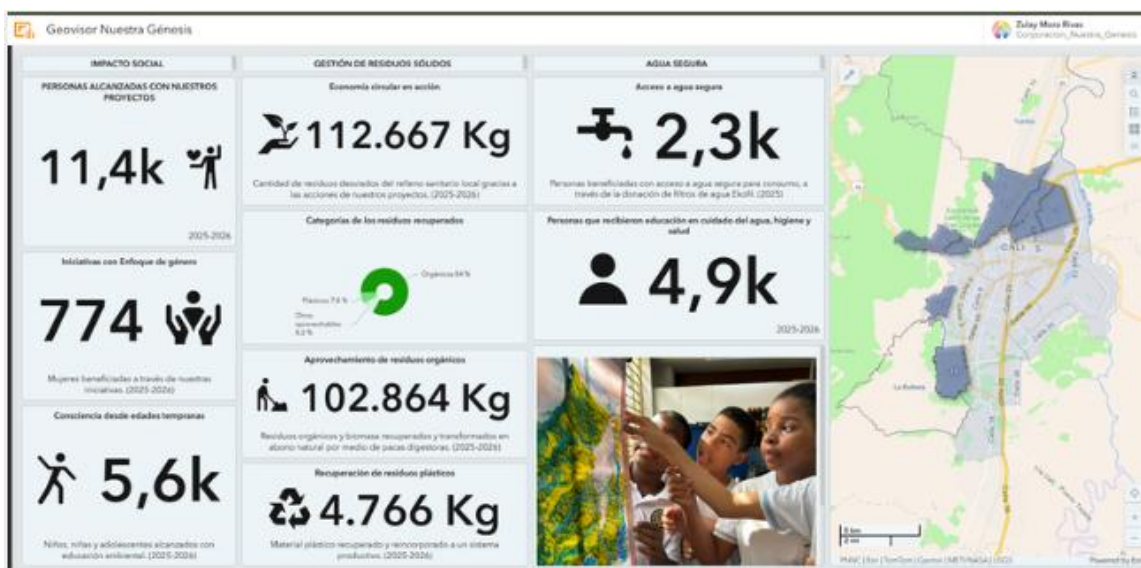 Geovisor Nuestra Génesis
Zulay Mora Rivas
Corporacion_Nuestra_Genesis
IMPACTO SOCIAL
PERSONAS ALCANZADAS CON NUESTROS
PROYECTOS
11,4k
2025-2026
Iniciativas con Enfoque de género
774
Mujeres beneficiadas a través de nuestras
iniciativas. (2025-2026)
Consciencia desde edades tempranas
5,6k
Niños, niñas y adolescentes alcanzados con
educación ambiental. (2025-2026)
GESTIÓN DE RESIDUOS SÓLIDOS
Economía circular en acción
112.667 Kg
Cantidad de residuos desviados del relleno sanitario local gracias a
las acciones de nuestros proyectos. (2025-2026)
Categorías de los residuos recuperados
Orgánicos
Plásticos
Otros
aprovechables
Aprovechamiento de residuos orgánicos
102.864 Kg
Residuos orgánicos y biomasa recuperados y transformados en
abono natural por medio de pacas digestoras. (2025-2026)
Recuperación de residuos plásticos
4.766 Kg
Material plástico recuperado y reincorporado a un sistema
productivo. (2025-2026)
AGUA SEGURA
Acceso a agua segura
2,3k
Personas beneficiadas con acceso a agua segura para consumo, a
través de la donación de filtros de agua Ekofil. (2025)
Personas que recibieron educación en cuidado del agua, higiene y
salud
4,9k
2025-2026
CALI
La Buitrera
5 km
2 mi
Powered by Esri